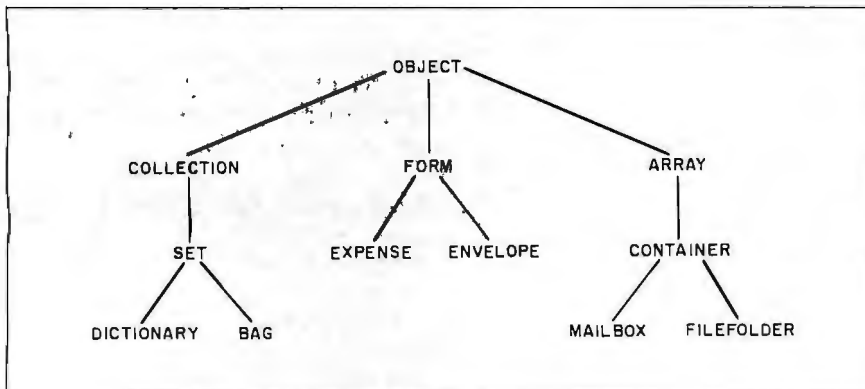 OBJECT
COLLECTION FORM ARRAY
SET EXPENSE ENVELOPE CONTAINER
DICTIONARY BAG MAILBOX FILEFOLDER